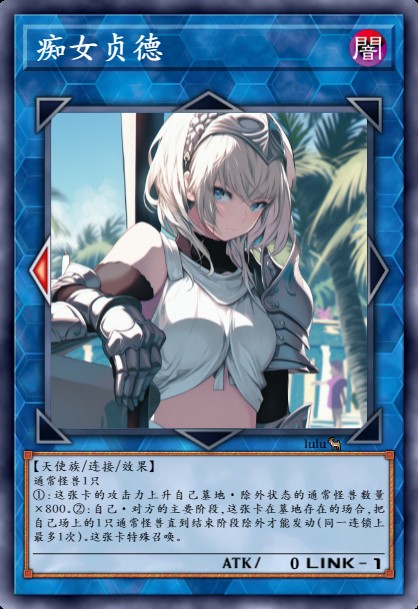 痴女贞德
闇
lulu
【天使族/连接/效果】
通常怪兽1只
①:这张卡的攻击力上升自己墓地·除外状态的通常怪兽数量
×800。②:自己·对方的主要阶段,这张卡在墓地存在的场合,把
自己场上的1只通常怪兽直到结束阶段除外才能发动(同一连锁上
最多1次)。这张卡特殊召唤。
ATK/ 0 LINK-1